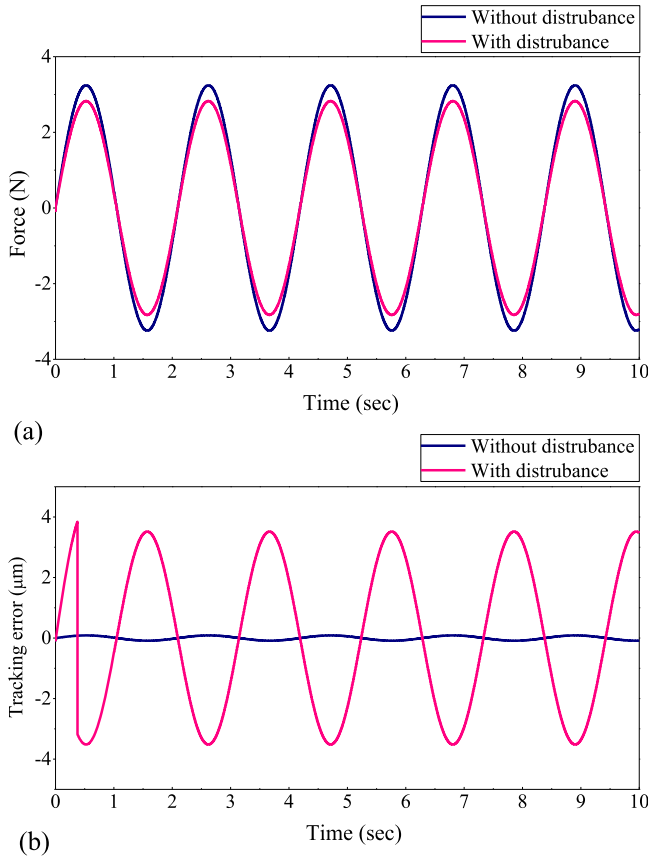 Without distrubance
With distrubance
4
2
0
-2
-4
Force (N)
0 1 2 3 4 5 6 7 8 9 10
Time (sec)
(a)
Without distrubance
With distrubance
4
2
0
-2
-4
Tracking error (μm)
0 1 2 3 4 5 6 7 8 9 10
Time (sec)
(b)